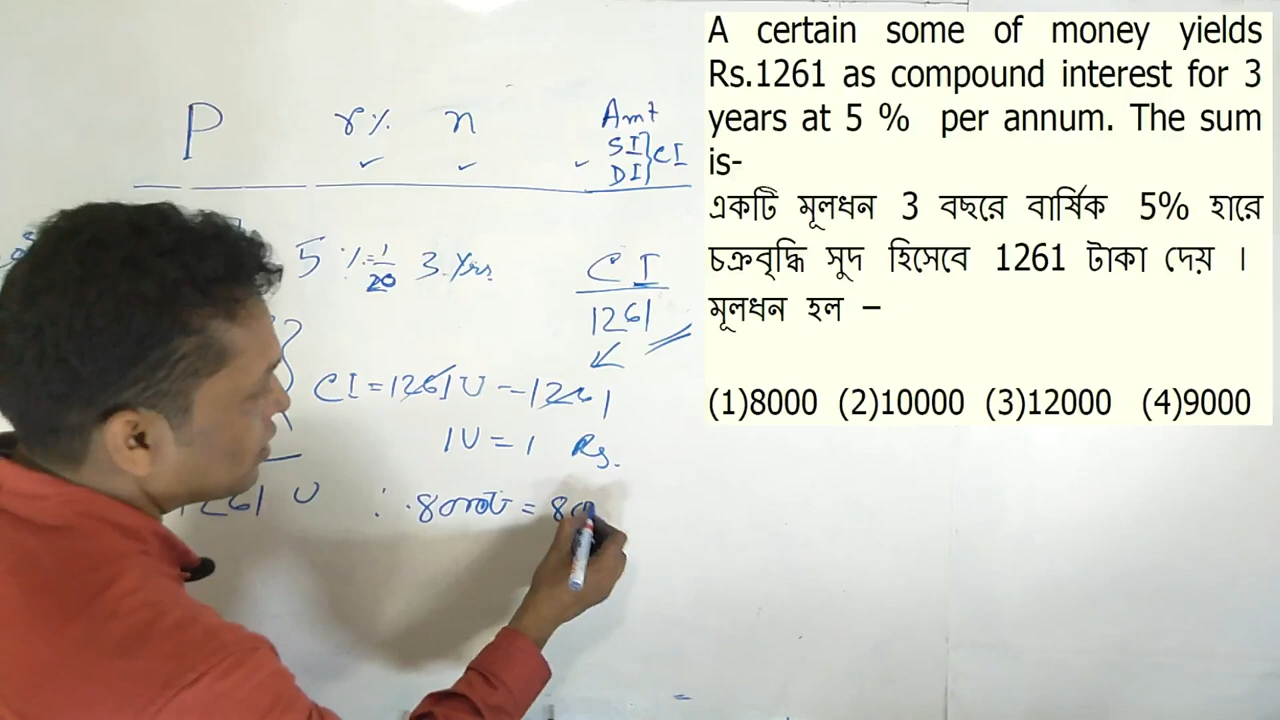 P r% n Amt
SI
DI } CI
5 % = 1/20 3 Yrs
CI
1261
CI = 1261 U = 1261
1U = 1 Rs.
1261 U ∴ 8000U = 80
A certain some of money yields
Rs.1261 as compound interest for 3
years at 5 % per annum. The sum
is-
একটি মূলধন 3 বছরে বার্ষিক 5% হারে
চক্রবৃদ্ধি সুদ হিসেবে 1261 টাকা দেয় ।
মূলধন হল –
(1)8000 (2)10000 (3)12000 (4)9000